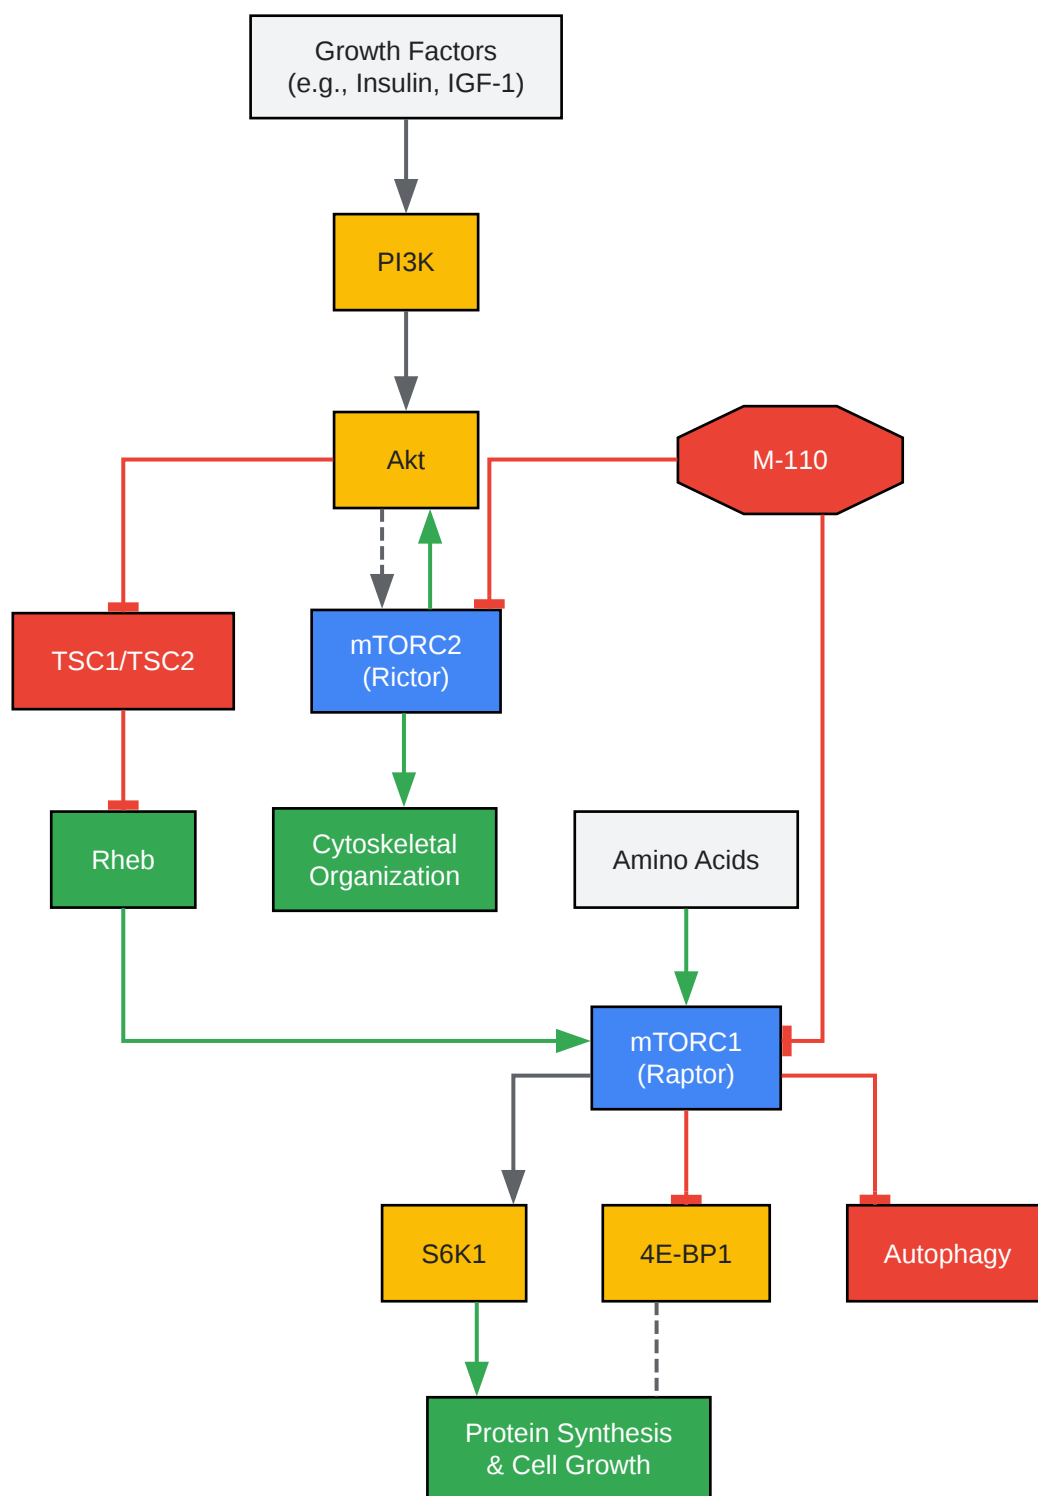 Growth Factors
(e.g., Insulin, IGF-1)
PI3K
Akt
M-110
TSC1/TSC2
mTORC2
(Rictor)
Rheb
Cytoskeletal
Organization
Amino Acids
mTORC1
(Raptor)
S6K1
4E-BP1
Autophagy
Protein Synthesis
& Cell Growth